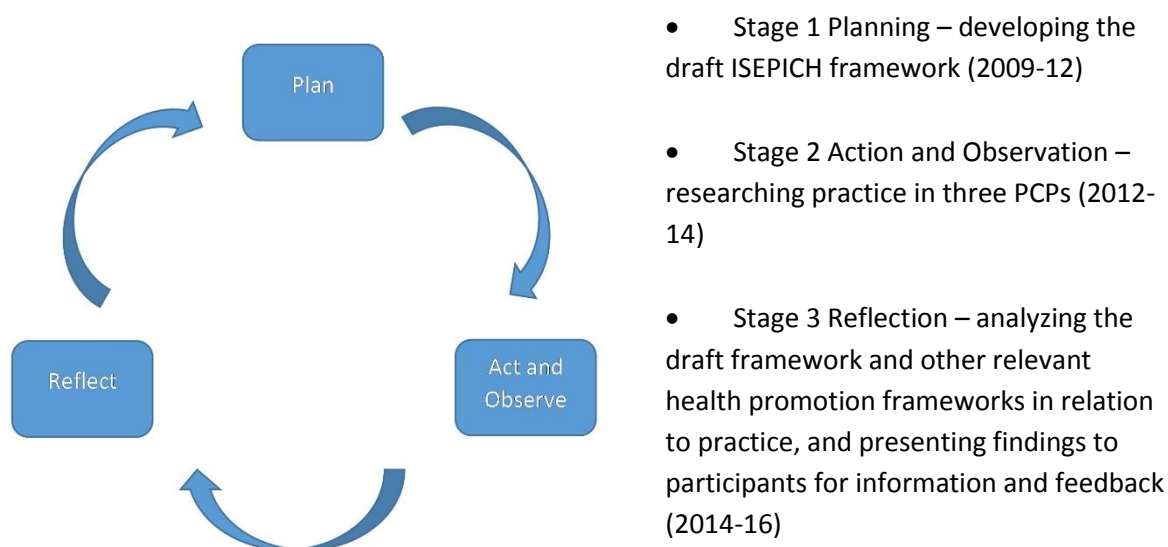 Plan
Act and
Observe
Reflect
• Stage 1 Planning – developing the
draft ISEPICH framework (2009-12)
• Stage 2 Action and Observation –
researching practice in three PCPs (2012-
14)
• Stage 3 Reflection – analyzing the
draft framework and other relevant
health promotion frameworks in relation
to practice, and presenting findings to
participants for information and feedback
(2014-16)